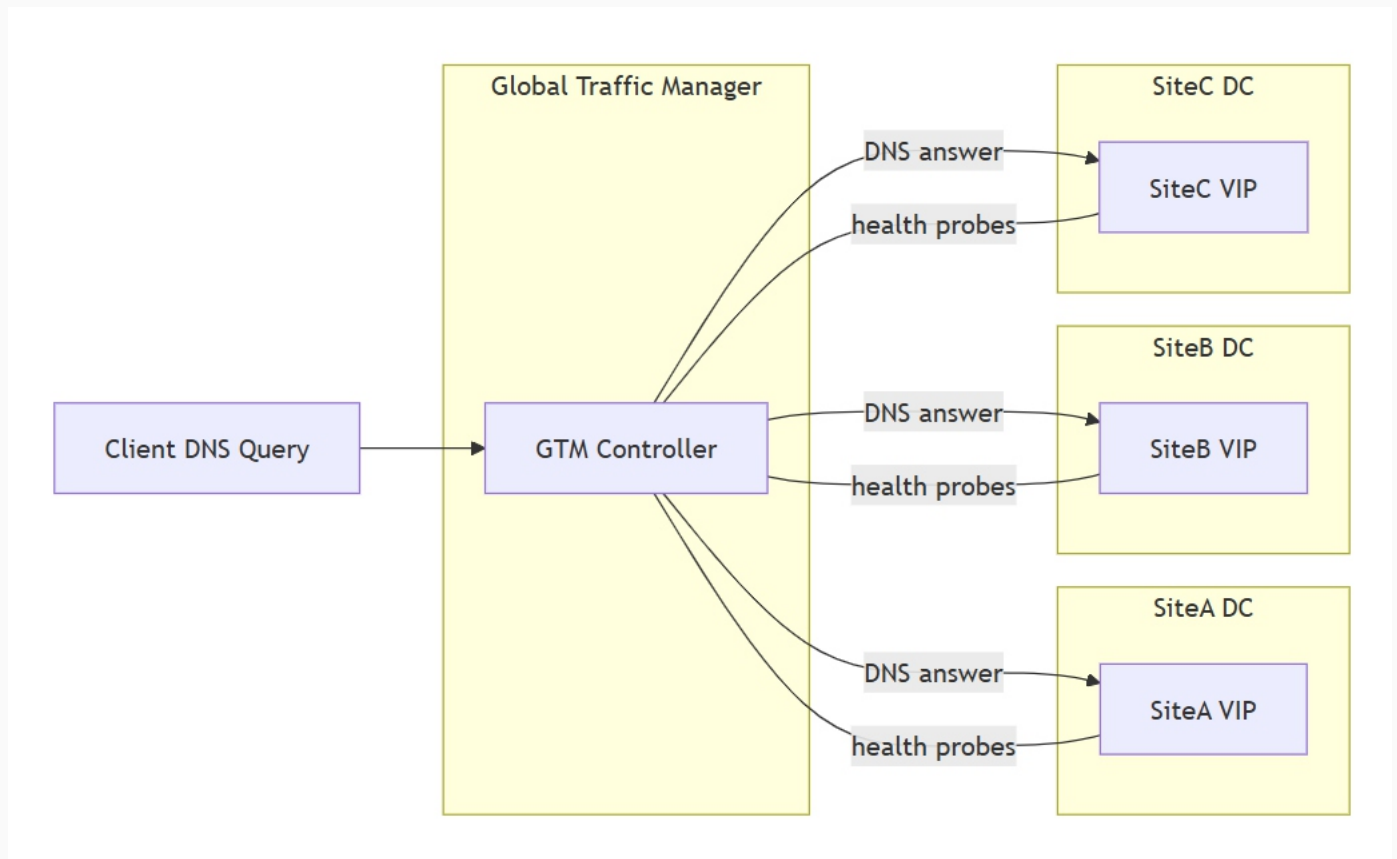 Global Traffic Manager
SiteC DC
DNS answer
SiteC VIP
health probes
SiteB DC
DNS answer
Client DNS Query
GTM Controller
SiteB VIP
health probes
SiteA DC
DNS answer
SiteA VIP
health probes